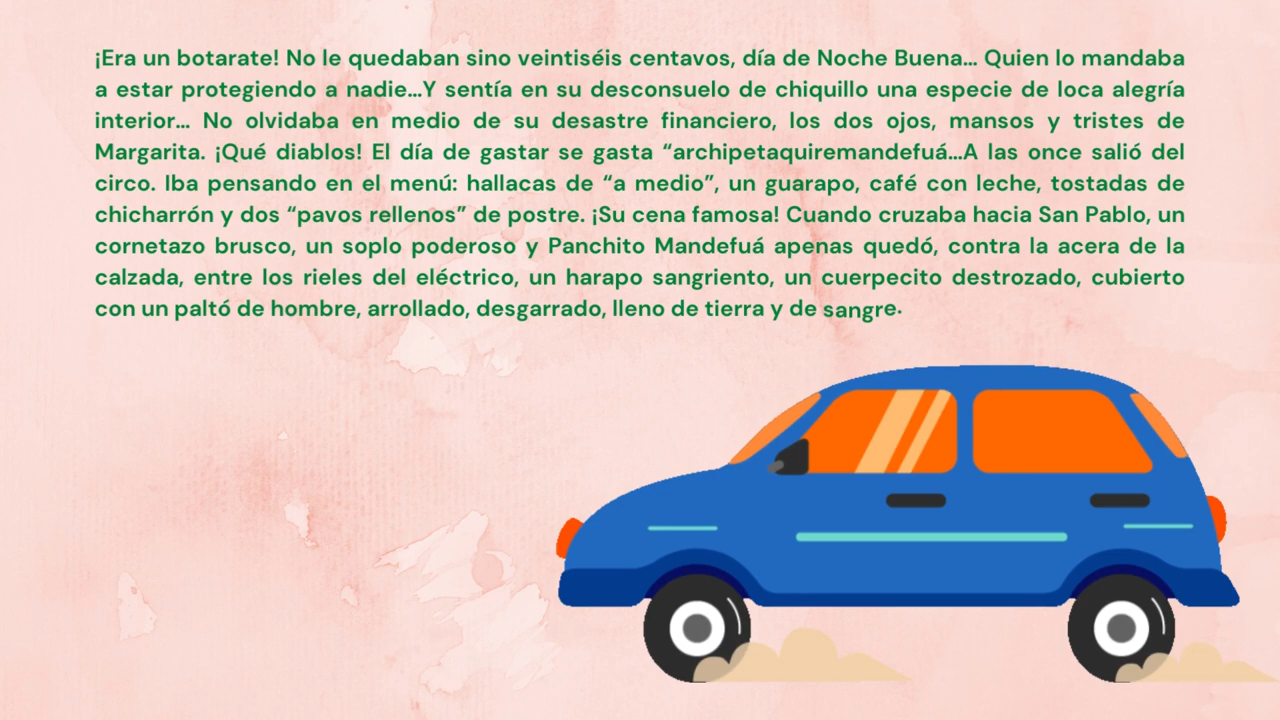 ¡Era un botarate! No le quedaban sino veintiséis centavos, día de Noche Buena... Quien lo mandaba
a estar protegiendo a nadie...Y sentía en su desconsuelo de chiquillo una especie de loca alegría
interior... No olvidaba en medio de su desastre financiero, los dos ojos, mansos y tristes de
Margarita. ¡Qué diablos! El día de gastar se gasta “archipetaquiremandefuá...A las once salió del
circo. Iba pensando en el menú: hallacas de “a medio”, un guarapo, café con leche, tostadas de
chicharrón y dos “pavos rellenos” de postre. ¡Su cena famosa! Cuando cruzaba hacia San Pablo, un
cornetazo brusco, un soplo poderoso y Panchito Mandefuá apenas quedó, contra la acera de la
calzada, entre los rieles del eléctrico, un harapo sangriento, un cuerpecito destrozado, cubierto
con un paltó de hombre, arrollado, desgarrado, lleno de tierra y de sangre.